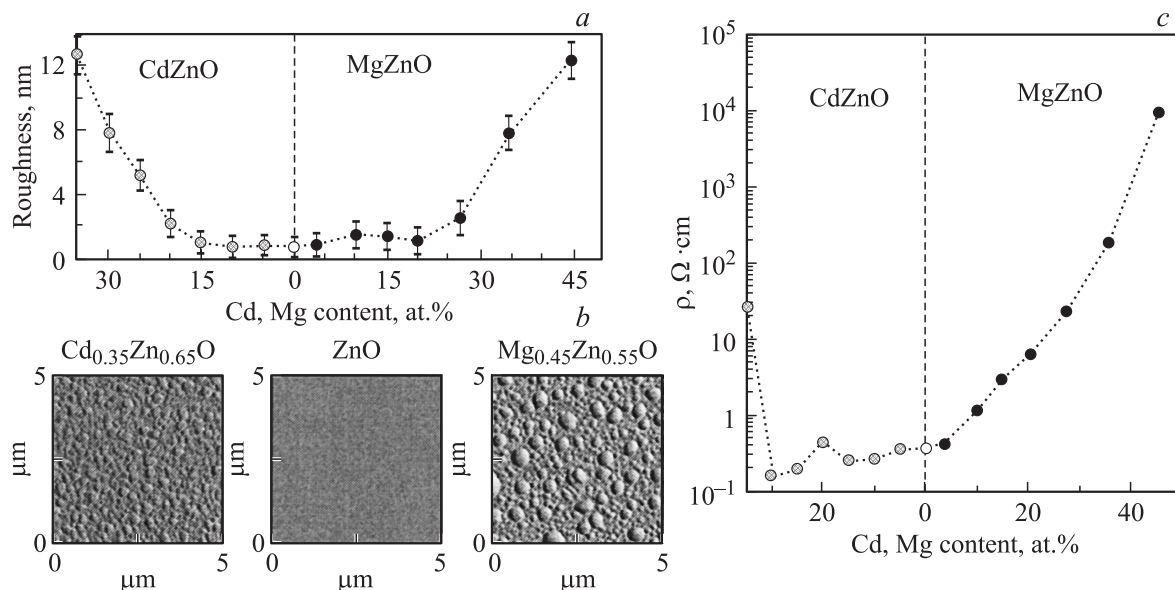 a
Roughness, nm
12
8
4
0
CdZnO
MgZnO
30 15 0 15 30 45
Cd, Mg content, at.%
b
Cd0.35Zn0.65O
5
μm
0
0 5
μm
ZnO
5
μm
0
0 5
μm
Mg0.45Zn0.55O
5
μm
0
0 5
μm
c
ρ, Ω·cm
10^5
10^4
10^3
10^2
10
1
10^−1
CdZnO
MgZnO
20 0 20 40
Cd, Mg content, at.%